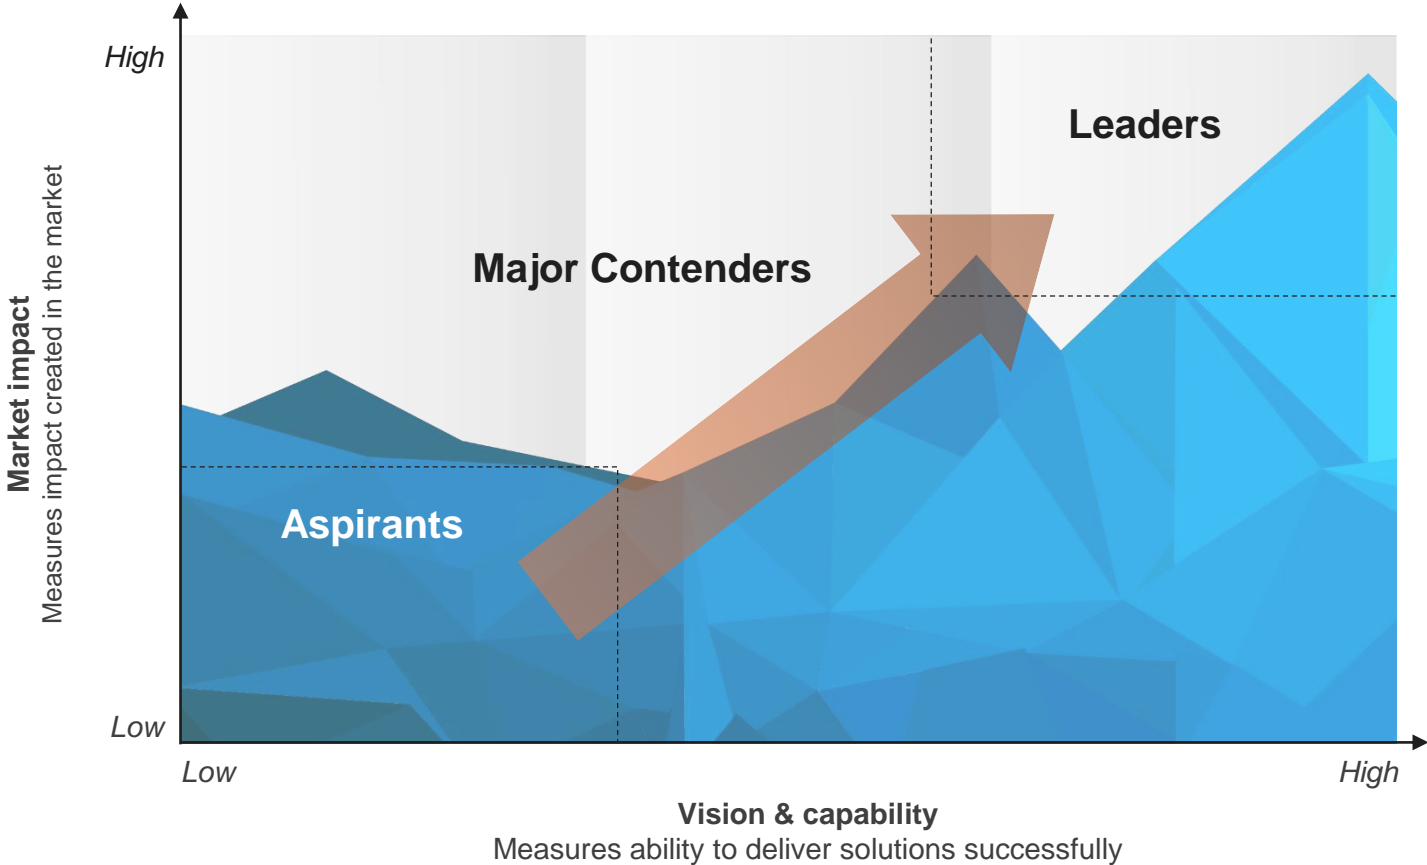 High
Leaders
Major Contenders
Market impact
Measures impact created in the market
Aspirants
Low
Low
High
Vision & capability
Measures ability to deliver solutions successfully